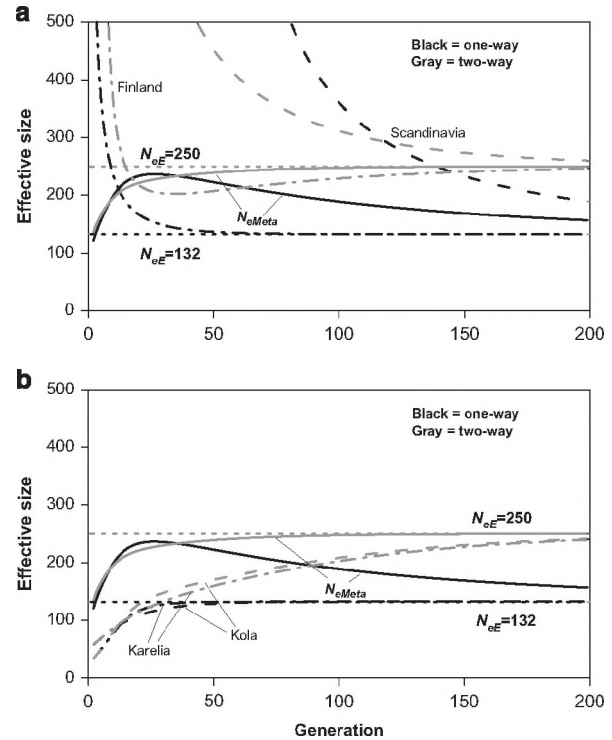 a
500
400
300
200
100
0
Effective size
Black = one-way
Gray = two-way
Finland
Scandinavia
NeE=250
NeMeta
NeE=132
0 50 100 150 200
b
500
400
300
200
100
0
Effective size
Black = one-way
Gray = two-way
NeE=250
NeMeta
Kola
Karelia
NeE=132
0 50 100 150 200
Generation